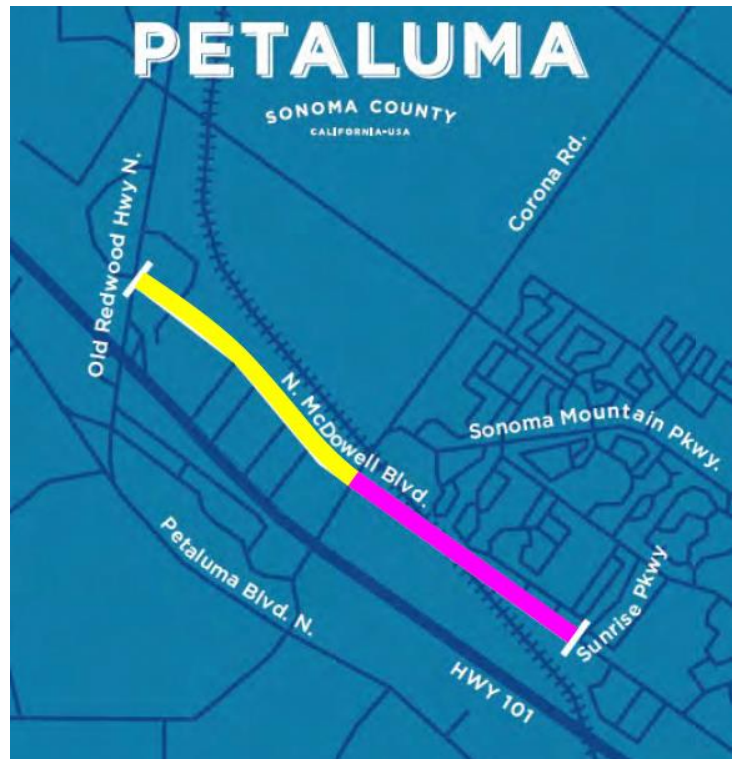 PETALUMA
SONOMA COUNTY
CALIFORNIA-USA
Corona Rd.
Old Redwood Hwy N.
N. McDowell Blvd.
Sonoma Mountain Pkwy.
Petaluma Blvd. N.
Sunrise Pkwy
HWY 101